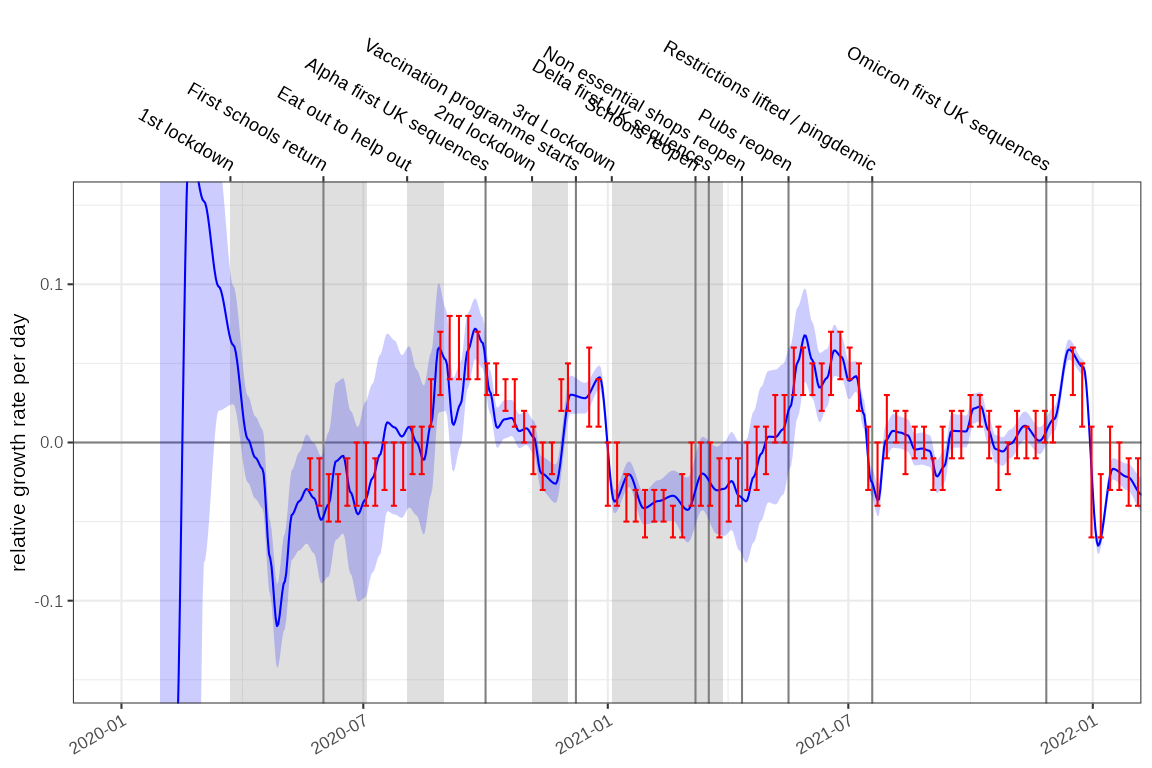 1st lockdown
First schools return
Eat out to help out
Alpha first UK sequences
2nd lockdown
Vaccination programme starts
3rd Lockdown
Schools reopen
Delta first UK sequences
Non essential shops reopen
Pubs reopen
Restrictions lifted / pingdemic
Omicron first UK sequences
relative growth rate per day
0.1
0.0
-0.1
2020-01
2020-07
2021-01
2021-07
2022-01